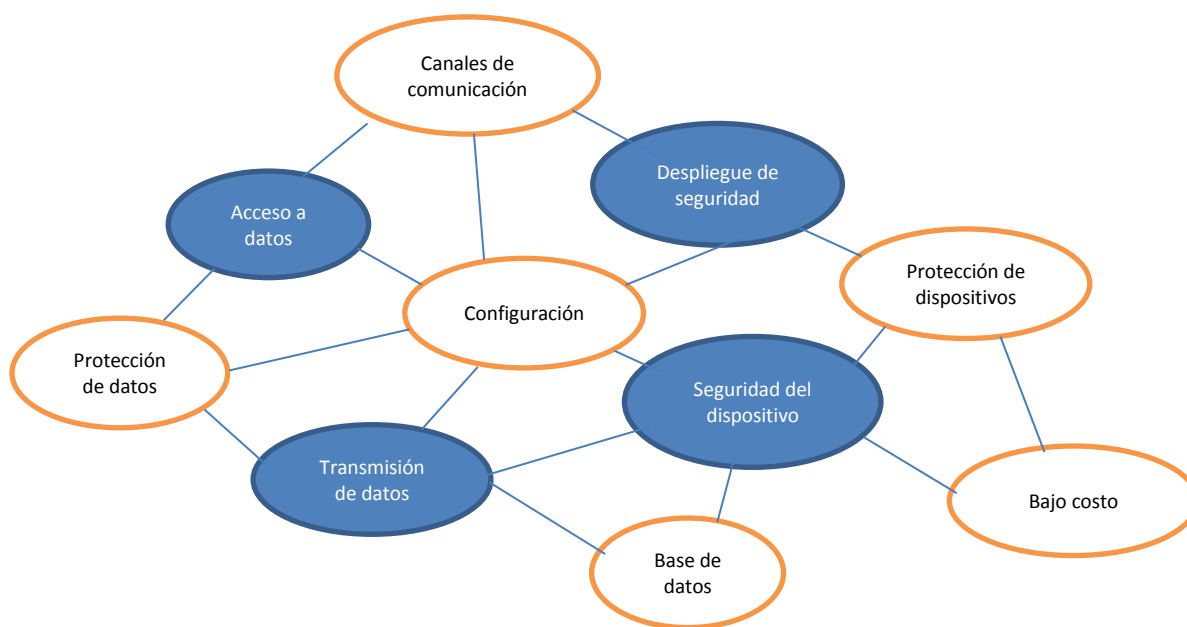 Canales de
comunicación
Despliegue de
seguridad
Acceso a
datos
Protección de
dispositivos
Configuración
Protección
de datos
Seguridad del
dispositivo
Transmisión
de datos
Bajo costo
Base de
datos